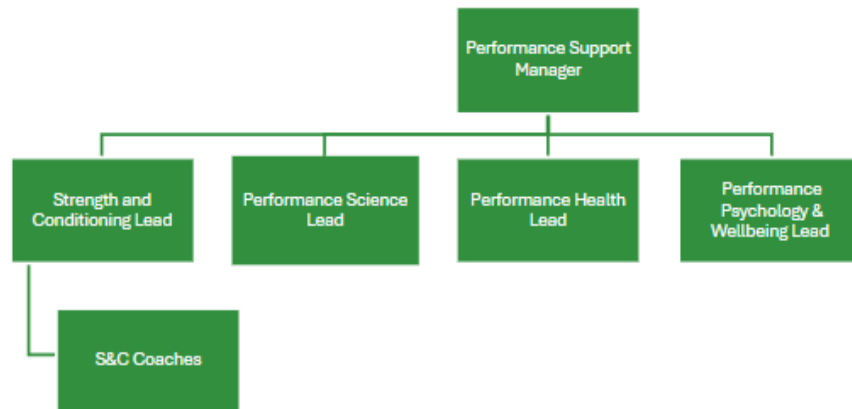 Performance Support
Manager
Strength and
Conditioning Lead
Performance Science
Lead
Performance Health
Lead
Performance
Psychology &
Wellbeing Lead
S&C Coaches